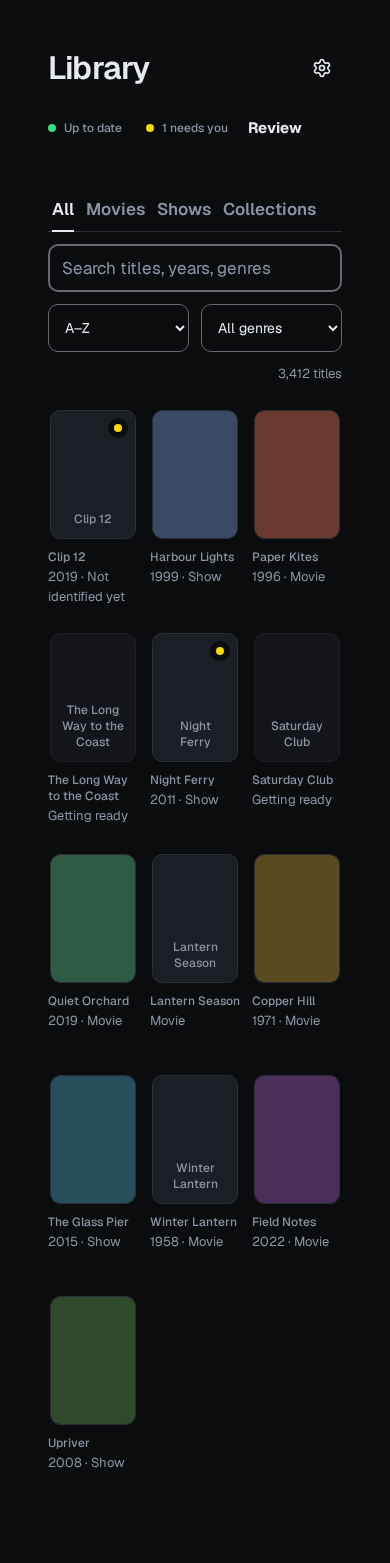 Library
Up to date
1 needs you
Review
All Movies Shows Collections
Search titles, years, genres
A–Z
All genres
3,412 titles
Clip 12
Clip 12
2019 · Not
identified yet
Harbour Lights
1999 · Show
Paper Kites
1996 · Movie
The Long
Way to the
Coast
The Long Way
to the Coast
Getting ready
Night
Ferry
Night Ferry
2011 · Show
Saturday
Club
Saturday Club
Getting ready
Quiet Orchard
2019 · Movie
Lantern
Season
Lantern Season
Movie
Copper Hill
1971 · Movie
The Glass Pier
2015 · Show
Winter
Lantern
Winter Lantern
1958 · Movie
Field Notes
2022 · Movie
Upriver
2008 · Show